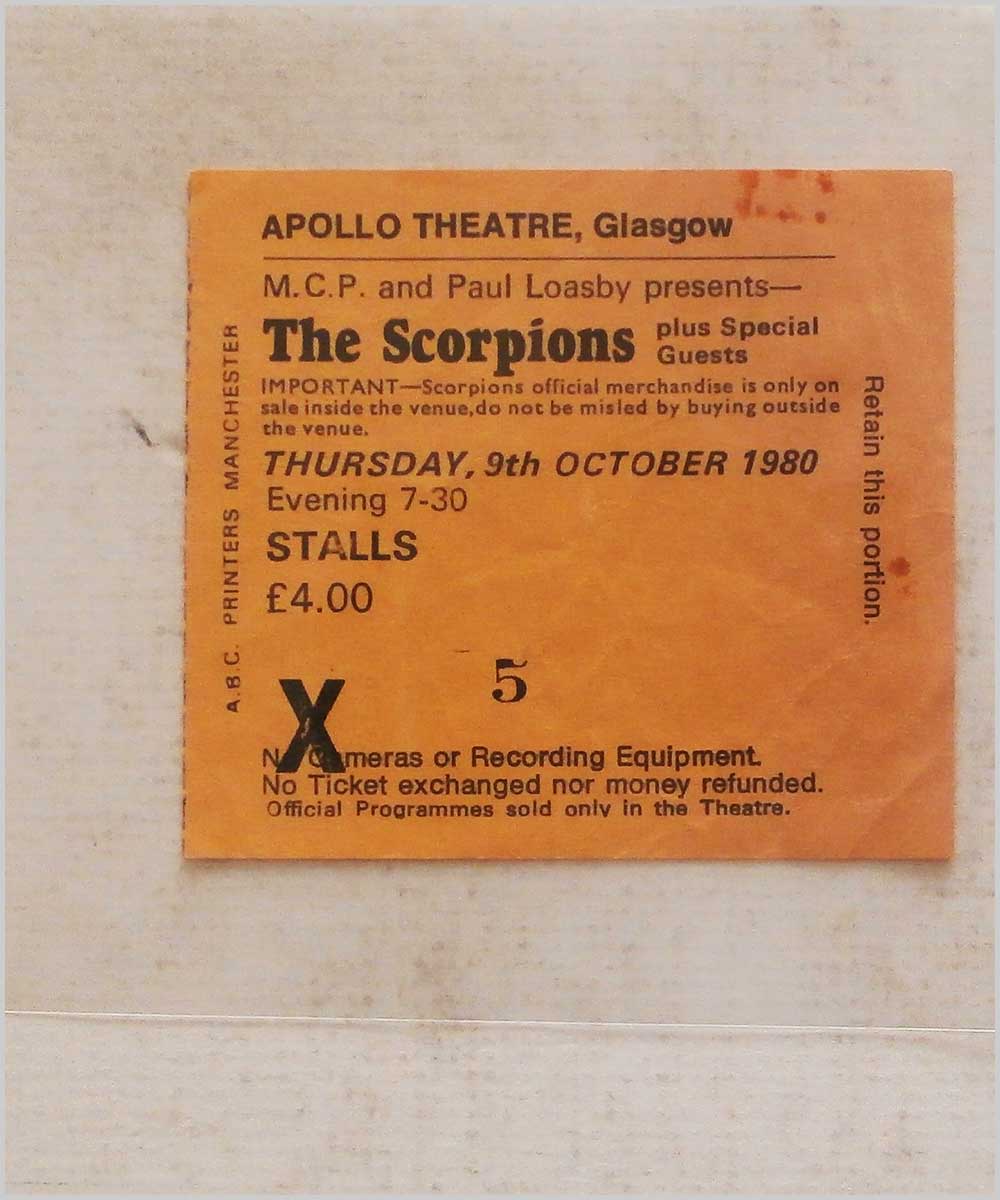 APOLLO THEATRE, Glasgow
M.C.P. and Paul Loasby presents—
The Scorpions plus Special
Guests
IMPORTANT—Scorpions official merchandise is only on
sale inside the venue,do not be misled by buying outside
the venue.
THURSDAY, 9th OCTOBER 1980
Evening 7-30
STALLS
£4.00
X 5
No Cameras or Recording Equipment.
No Ticket exchanged nor money refunded.
Official Programmes sold only in the Theatre.
A.B.C. PRINTERS MANCHESTER
Retain this portion.